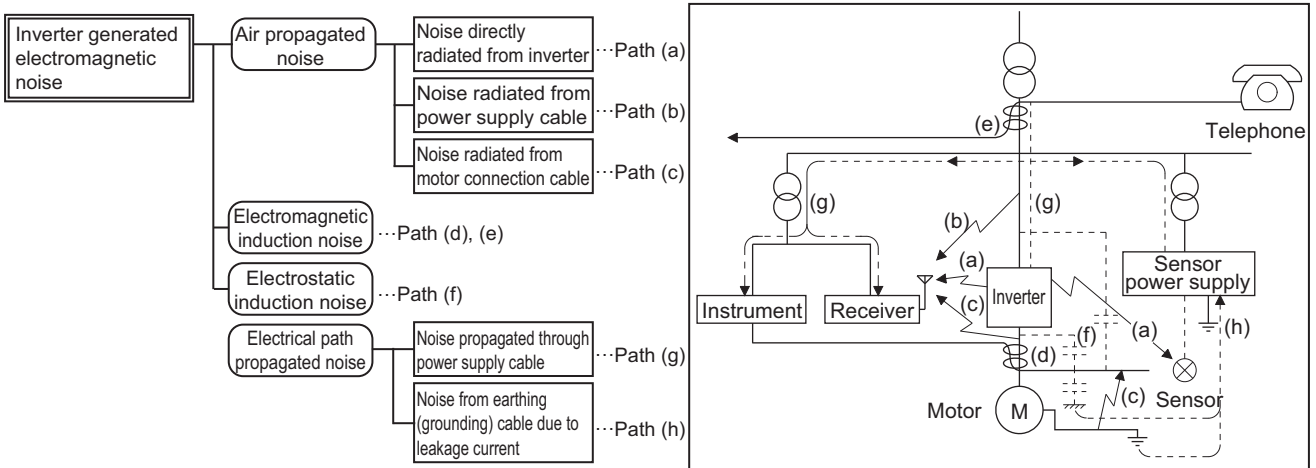 Inverter generated
electromagnetic
noise
Air propagated
noise
Noise directly
radiated from inverter
···Path (a)
Noise radiated from
power supply cable
···Path (b)
Noise radiated from
motor connection cable
···Path (c)
Electromagnetic
induction noise
···Path (d), (e)
Electrostatic
induction noise
···Path (f)
Electrical path
propagated noise
Noise propagated through
power supply cable
···Path (g)
Noise from earthing
(grounding) cable due to
leakage current
···Path (h)
Telephone
(e)
(g)
(g)
(b)
(a)
(c)
Instrument
Receiver
Inverter
Sensor
power supply
(f)
(a)
(h)
(d)
(c)
Sensor
Motor
M